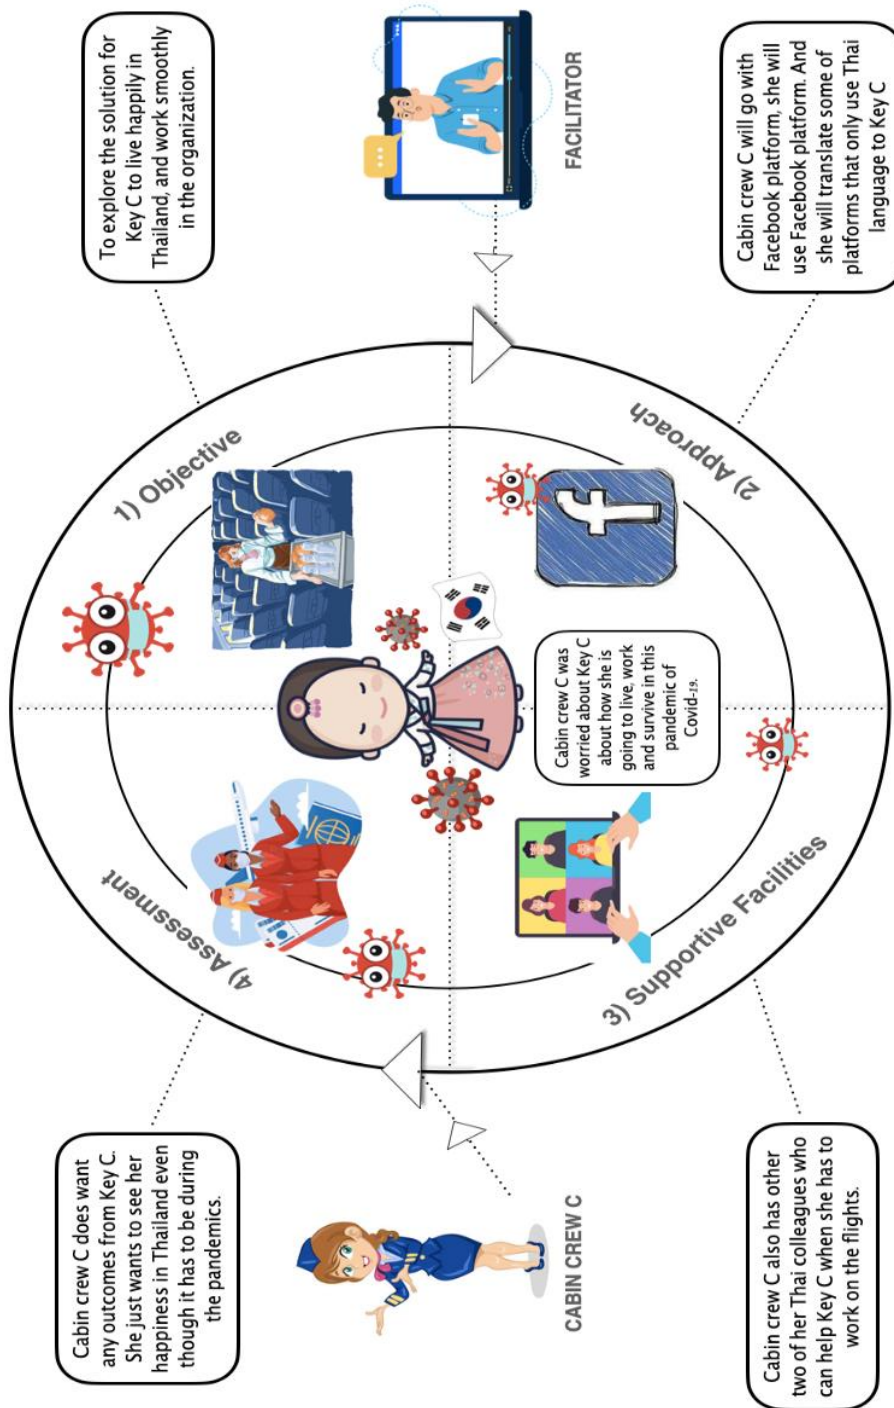 Cabin crew C does want
any outcomes from Key C.
She just wants to see her
happiness in Thailand even
though it has to be during
the pandemics.
To explore the solution for
Key C to live happily in
Thailand, and work smoothly
in the organization.
4) Assessment
1) Objective
CABIN CREW C
FACILITATOR
Cabin crew C was
worried about Key C
about how she is
going to live, work
and survive in this
pandemic of
Covid-19.
f
3) Supportive Facilities
2) Approach
Cabin crew C also has other
two of her Thai colleagues who
can help Key C when she has to
work on the flights.
Cabin crew C will go with
Facebook platform, she will
use Facebook platform. And
she will translate some of
platforms that only use Thai
language to Key C